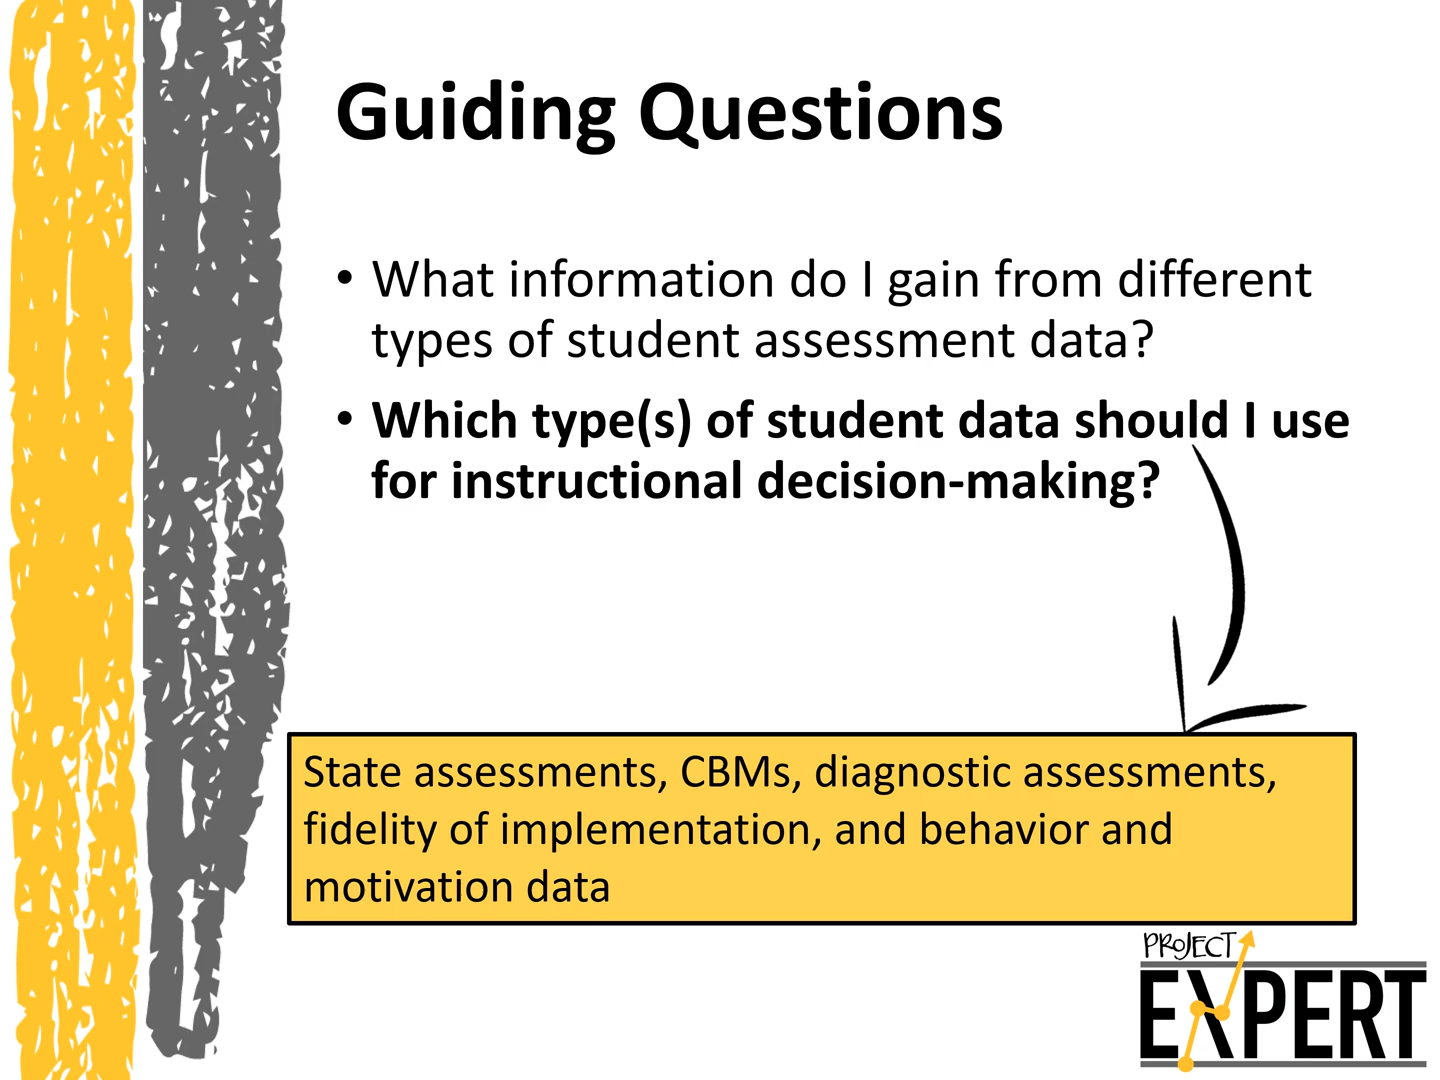 Guiding Questions
• What information do I gain from different
types of student assessment data?
• Which type(s) of student data should I use
for instructional decision-making?
State assessments, CBMs, diagnostic assessments,
fidelity of implementation, and behavior and
motivation data
PROJECT
EXPERT